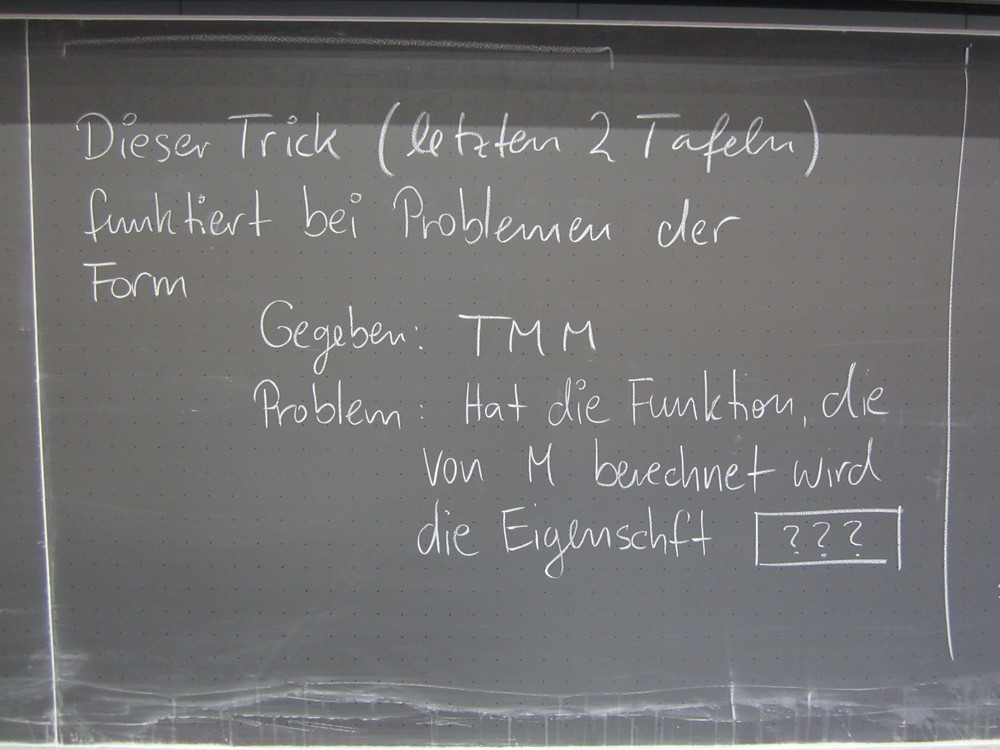 Dieser Trick (letzten 2 Tafeln)
funktiert bei Problemen der
Form
Gegeben: TM M
Problem: Hat die Funktion, die
von M berechnet wird
die Eigenschft ???